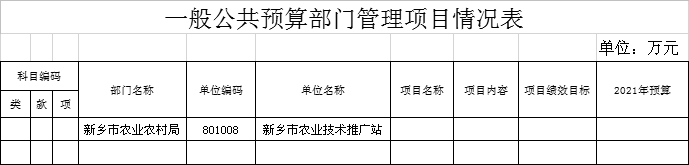 一般公共预算部门管理项目情况表
单位：万元
科目编码 部门名称 单位编码 单位名称 项目名称 项目内容 项目绩效目标 2021年预算
类 款 项
新乡市农业农村局 801008 新乡市农业技术推广站